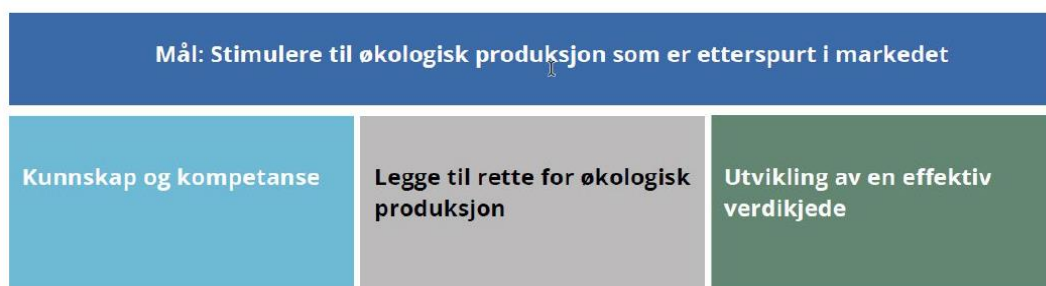 Mål: Stimulere til økologisk produksjon som er etterspurt i markedet
Kunnskap og kompetanse
Legge til rette for økologisk
produksjon
Utvikling av en effektiv
verdikjede